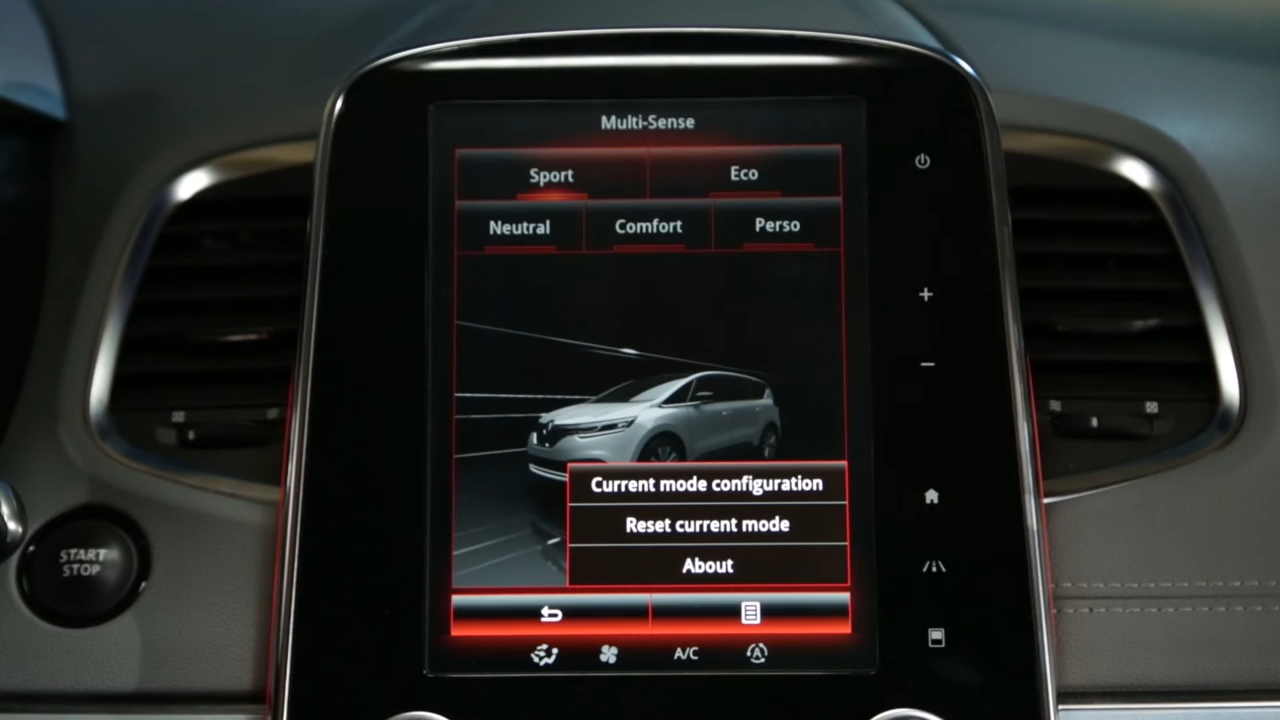 Multi-Sense
Sport Eco
Neutral Comfort Perso
Current mode configuration
Reset current mode
About
A/C
START
STOP